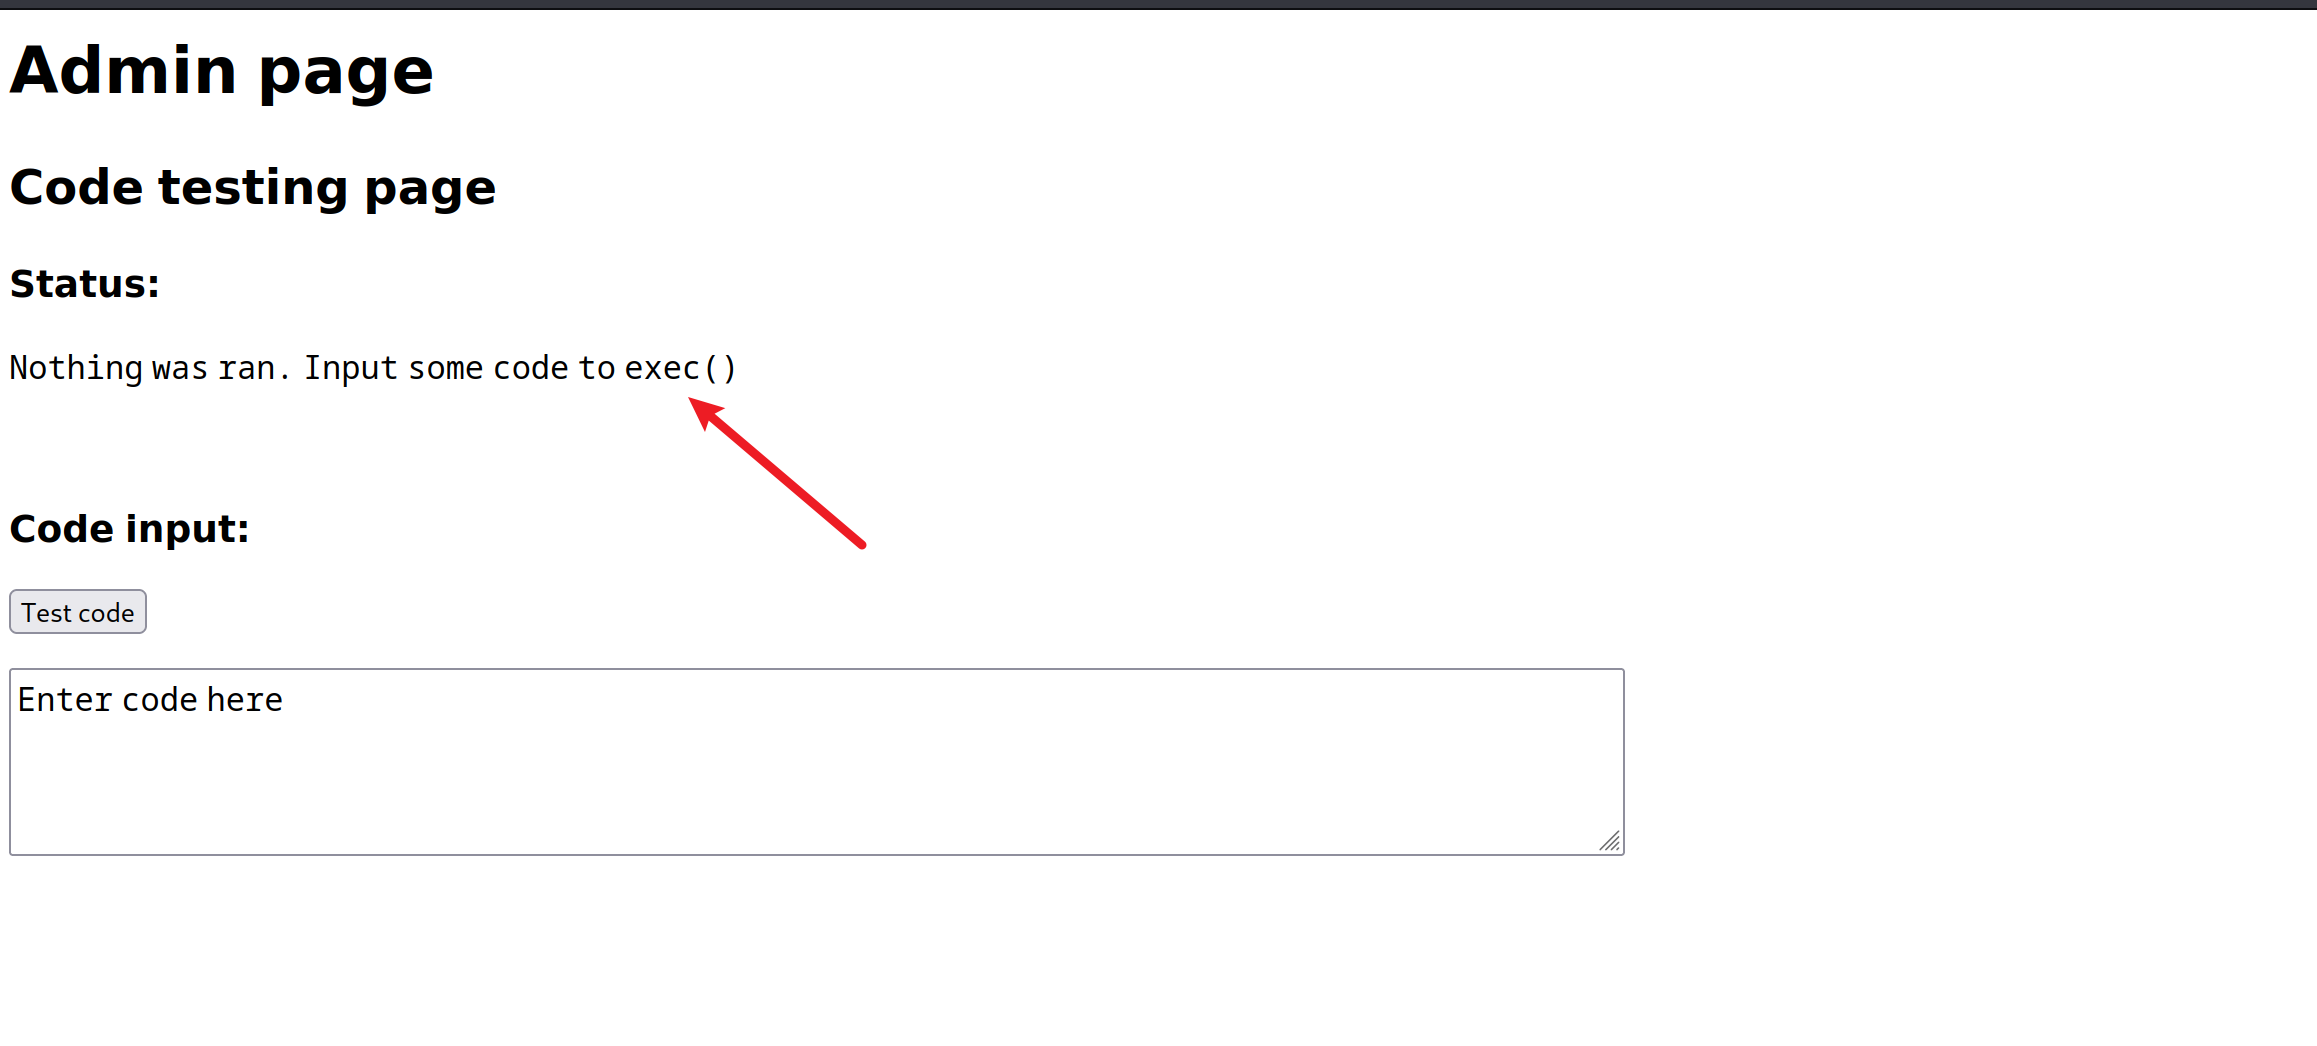 Admin page
Code testing page
Status:
Nothing was ran. Input some code to exec()
Code input:
Test code
Enter code here